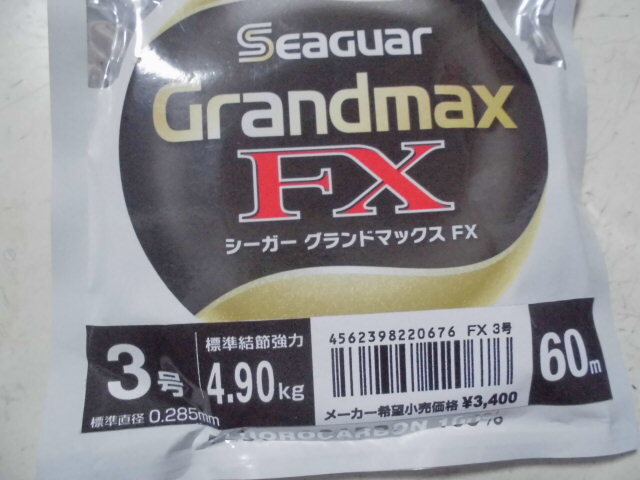 Seaguar
Grandmax
FX
シーガー グランドマックス FX
3号
標準直径 0.285mm
標準結節強力
4.90kg
4562398220676 FX 3号
メーカー希望小売価格 ¥3,400
60m